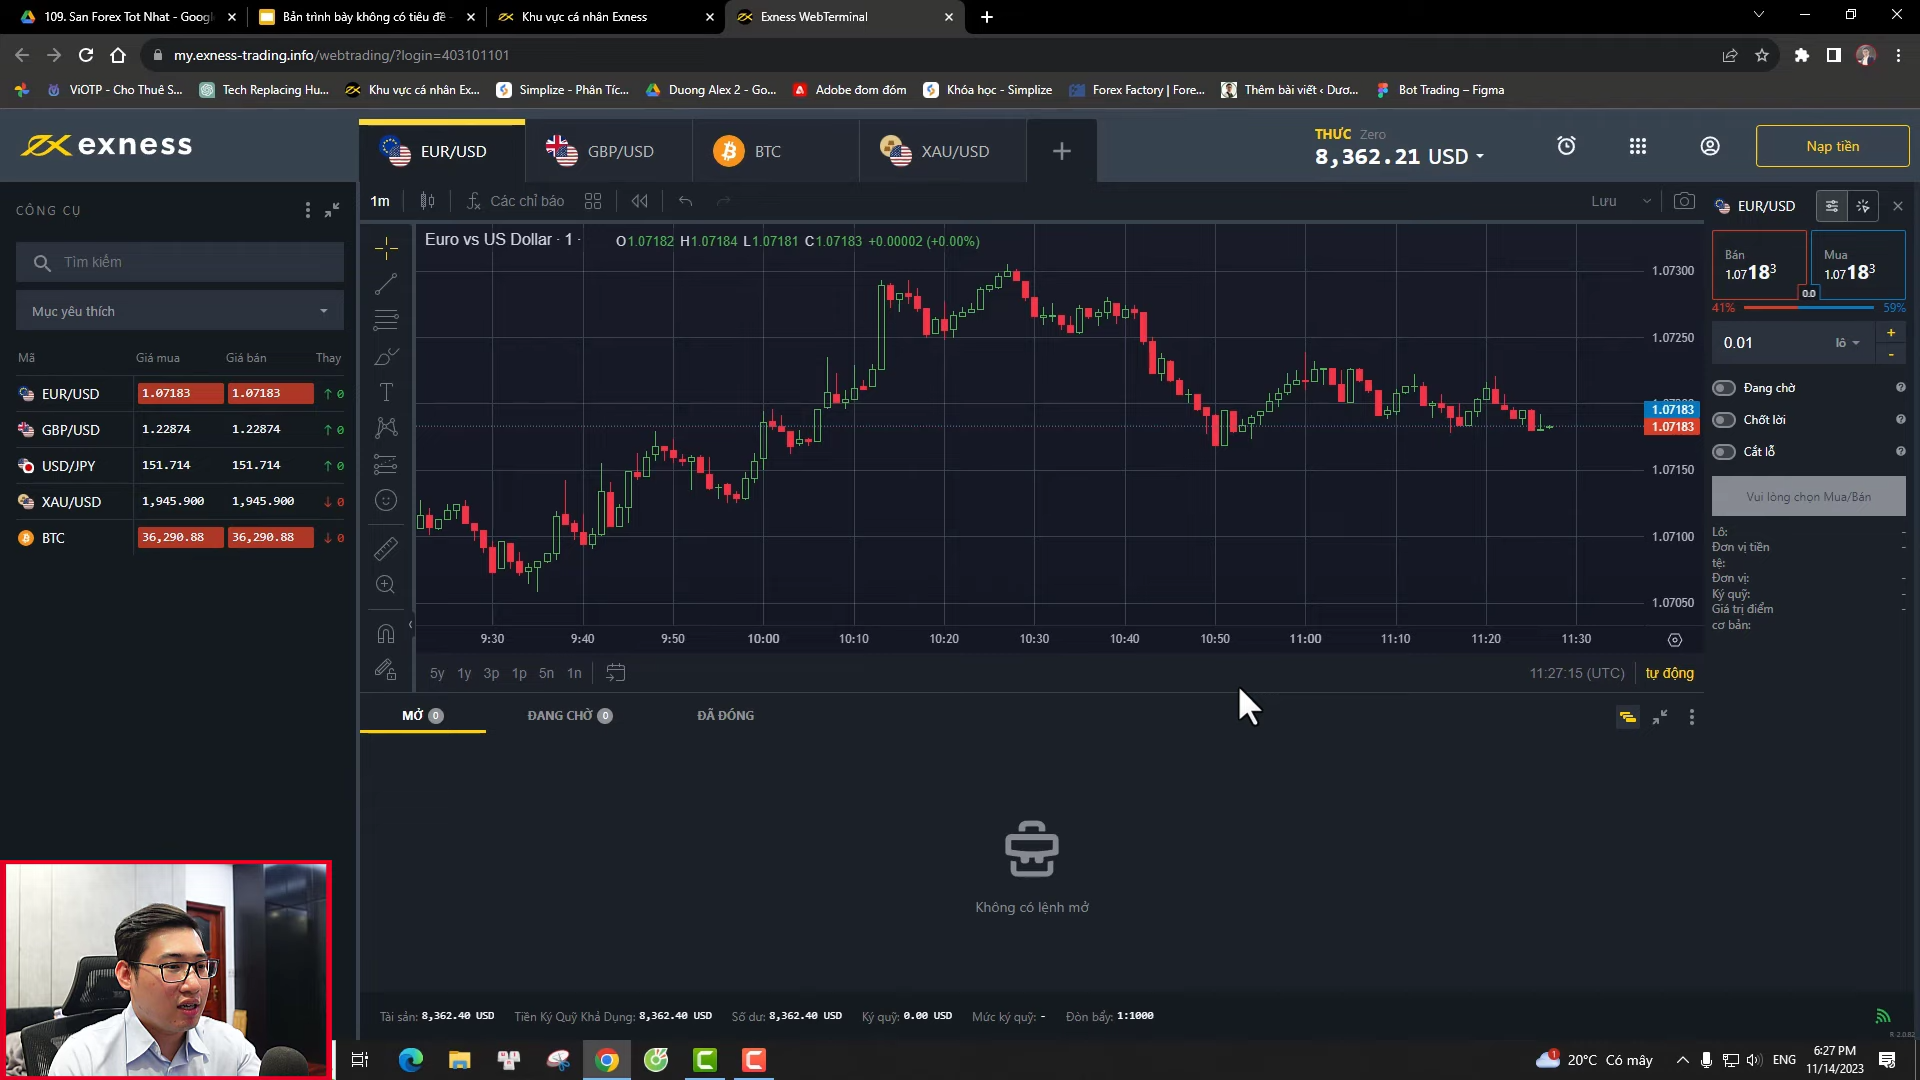 109. San Forex Tot Nhat - Googl
Bản trình bày không có tiêu đề -
Khu vực cá nhân Exness
Exness WebTerminal
my.exness-trading.info/webtrading/?login=403101101
ViOTP - Cho Thuê S...
Tech Replacing Hu...
Khu vực cá nhân Ex...
Simplize - Phân Tíc...
Duong Alex 2 - Go...
Adobe đom đóm
Khóa học - Simplize
Forex Factory | Fore...
Thêm bài viết ‹ Dươ...
Bot Trading – Figma
exness
EUR/USD
GBP/USD
BTC
XAU/USD
THỰC Zero
8,362.21 USD
Nạp tiền
CÔNG CỤ
1m
Các chỉ báo
Lưu
EUR/USD
Tìm kiếm
Mục yêu thích
Mã Giá mua Giá bán Thay
EUR/USD 1.07183 1.07183 ↑ 0
GBP/USD 1.22874 1.22874 ↑ 0
USD/JPY 151.714 151.714 ↑ 0
XAU/USD 1,945.900 1,945.900 ↓ 0
BTC 36,290.88 36,290.88 ↓ 0
Euro vs US Dollar · 1 ·
O1.07182 H1.07184 L1.07181 C1.07183 +0.00002 (+0.00%)
1.07300
1.07250
1.07183
1.07183
1.07150
1.07100
1.07050
9:30 9:40 9:50 10:00 10:10 10:20 10:30 10:40 10:50 11:00 11:10 11:20 11:30
5y 1y 3p 1p 5n 1n
11:27:15 (UTC)
tự động
Bán
1.07183
Mua
1.07183
0.0
41%
59%
0.01
lô
+
-
Đang chờ
Chốt lời
Cắt lỗ
Vui lòng chọn Mua/Bán
Lô: -
Đơn vị tiền tệ: -
Đơn vị: -
Ký quỹ: -
Giá trị điểm cơ bản: -
MỞ 0
ĐANG CHỜ 0
ĐÃ ĐÓNG
Không có lệnh mở
Tài sản: 8,362.40 USD
Tiền Ký Quỹ Khả Dụng: 8,362.40 USD
Số dư: 8,362.40 USD
Ký quỹ: 0.00 USD
Mức ký quỹ: -
Đòn bẩy: 1:1000
1
20°C Có mây
ENG
6:27 PM
11/14/2023